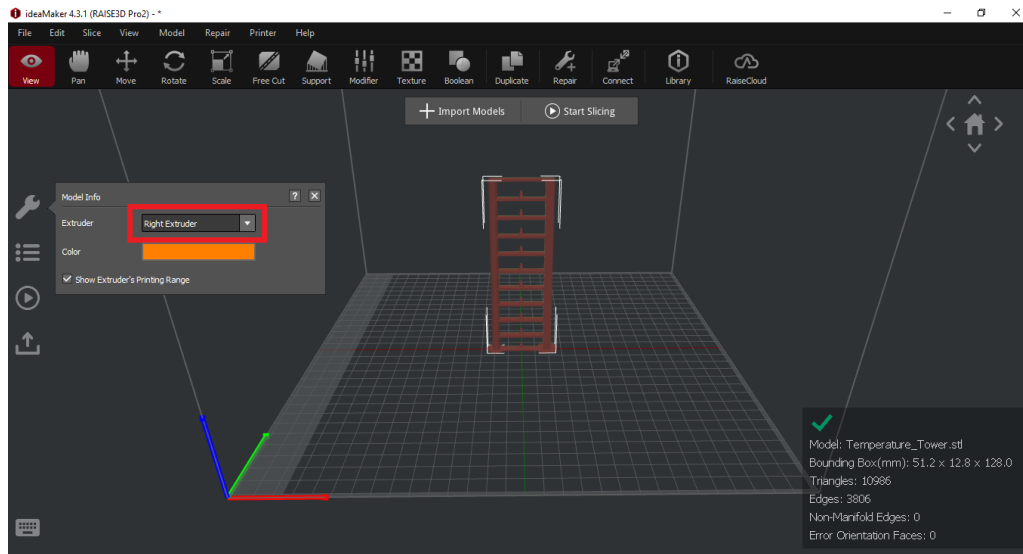 ideaMaker 4.3.1 (RAISE3D Pro2) - *
File Edit Slice View Model Repair Printer Help
View Pan Move Rotate Scale Free Cut Support Modifier Texture Boolean Duplicate Repair Connect Library RaiseCloud
Import Models Start Slicing
Model Info ?
Extruder Right Extruder
Color
Show Extruder's Printing Range
Model: Temperature_Tower.stl
Bounding Box(mm): 51.2 x 12.8 x 128.0
Triangles: 10986
Edges: 3806
Non-Manifold Edges: 0
Error Orientation Faces: 0